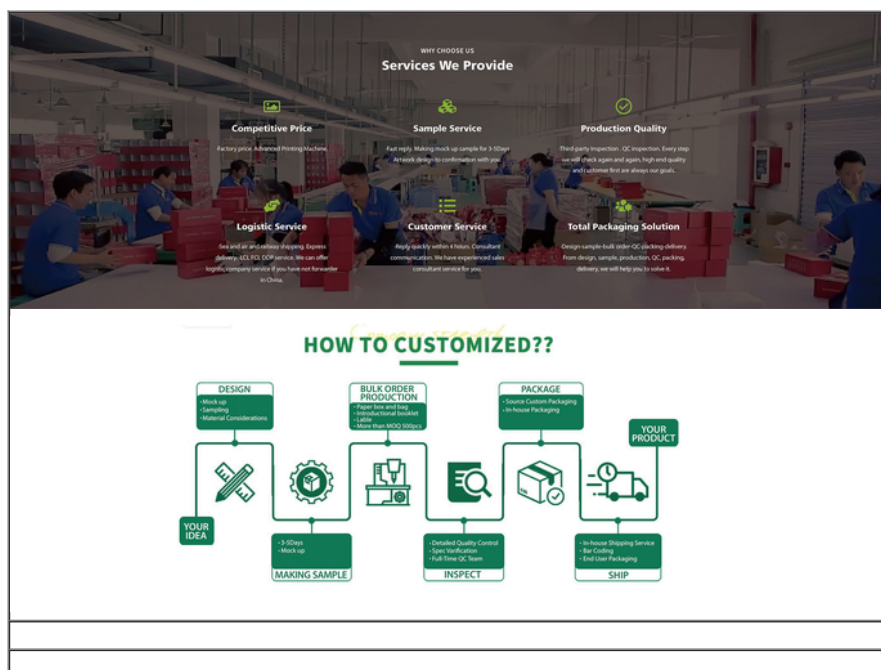 WHY CHOOSE US
Services We Provide
Competitive Price
Factory price. Advanced Printing Machine.
Sample Service
Fast reply. Making mock up sample for 3-5Days
Artwork design to confirmation with you.
Production Quality
Third-party Inspection . QC inspection. Every step
we will check again and again, high end quality
and customer first are always our goals.
Logistic Service
Sea and air and railway shipping. Express
delivery. LCL FCL DDP service. We can offer
logistic company service if you have not forwarder
in China.
Customer Service
Reply quickly within 4 hours. Consultant
communication. We have experienced sales
consultant service for you.
Total Packaging Solution
Design-sample-bulk order-QC-packing-delivery.
From design, sample, production, QC, packing,
delivery, we will help you to solve it.
Company strength
HOW TO CUSTOMIZED??
DESIGN
• Mock up
• Sampling
• Material Considerations
BULK ORDER
PRODUCTION
• Paper box and bag
• Introductional booklet
• Lable
• More than MOQ 500pcs
PACKAGE
• Source Custom Packaging
• In-house Packaging
YOUR
PRODUCT
YOUR
IDEA
• 3-5Days
• Mock up
MAKING SAMPLE
• Detailed Quality Control
• Spec Varification
• Full-Time QC Team
INSPECT
• In-house Shipping Service
• Bar Coding
• End User Packaging
SHIP